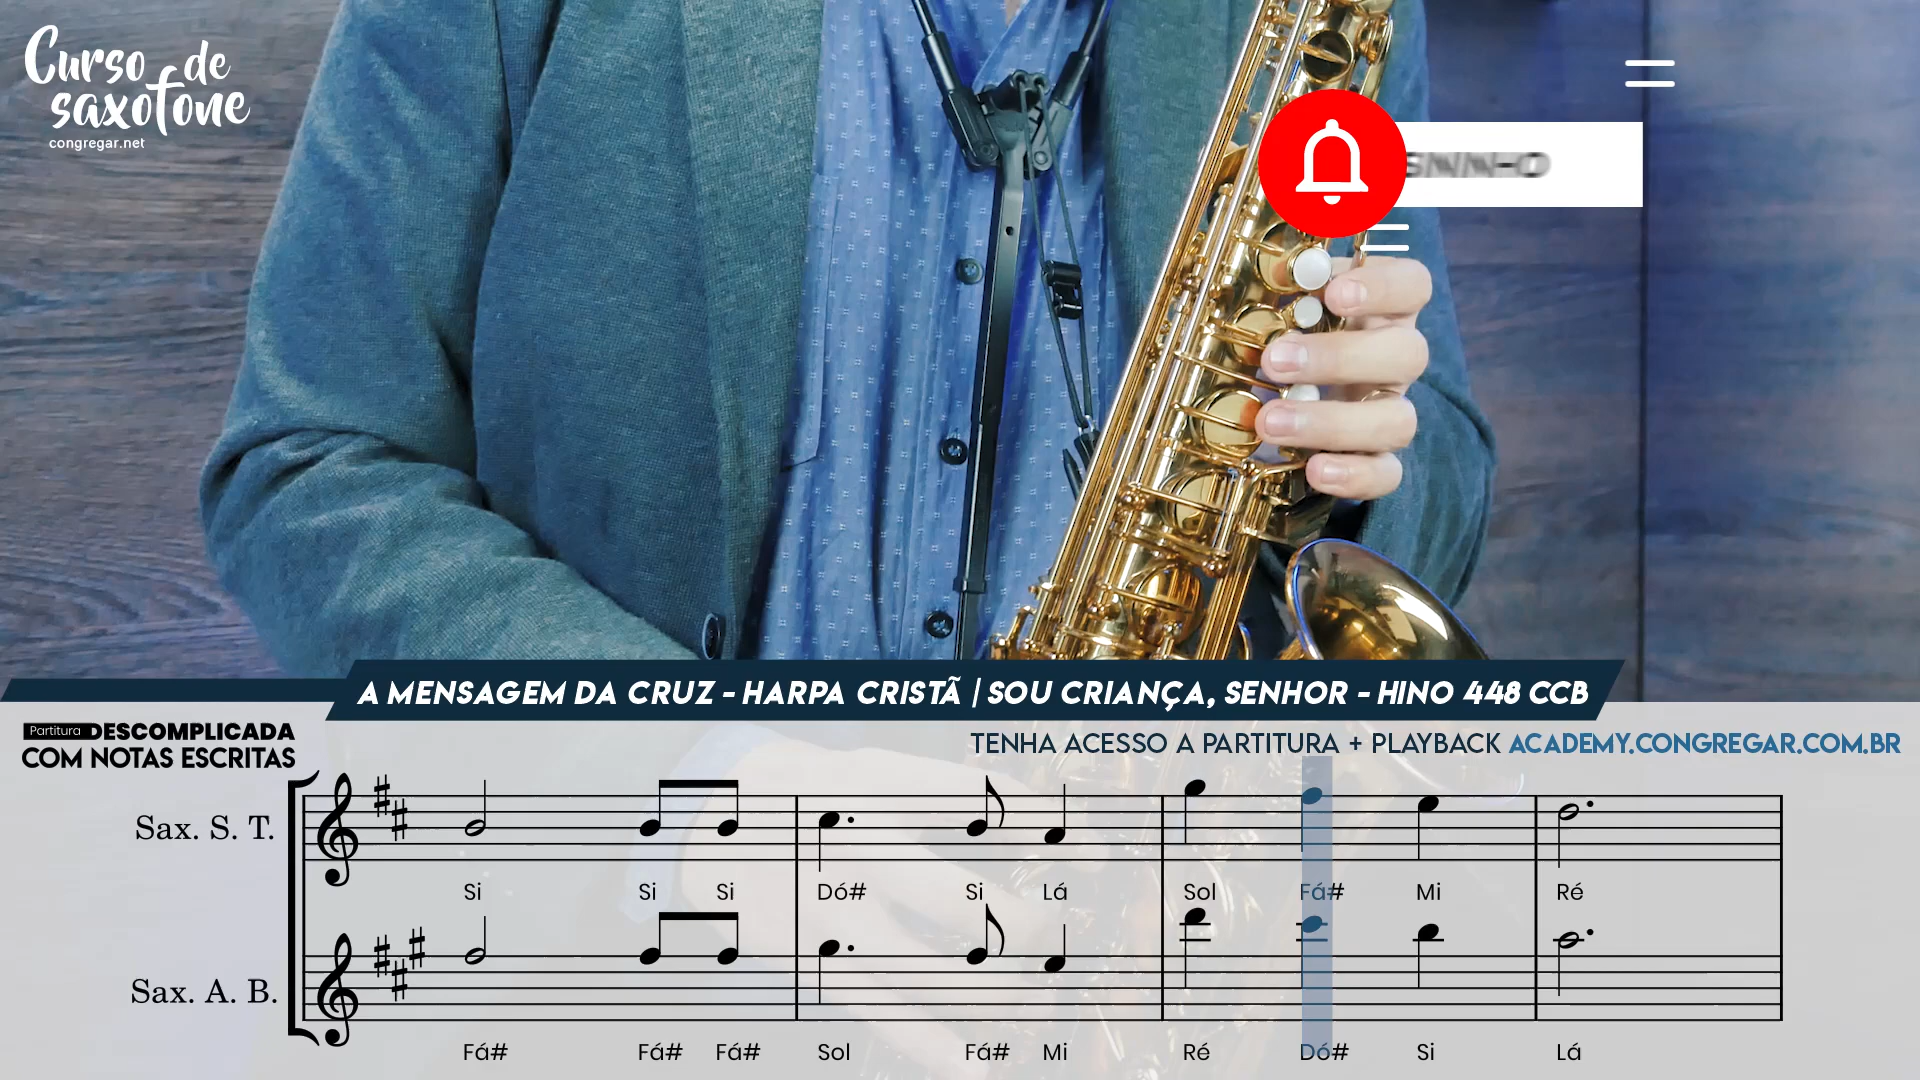 Curso de
saxofone
congregar.net
A MENSAGEM DA CRUZ - HARPA CRISTÃ | SOU CRIANÇA, SENHOR - HINO 448 CCB
Partitura DESCOMPLICADA
COM NOTAS ESCRITAS
TENHA ACESSO A PARTITURA + PLAYBACK ACADEMY.CONGREGAR.COM.BR
Sax. S. T.
Si Si Si Dó# Si Lá Sol Fá# Mi Ré
Sax. A. B.
Fá# Fá# Fá# Sol Fá# Mi Ré Dó# Si Lá